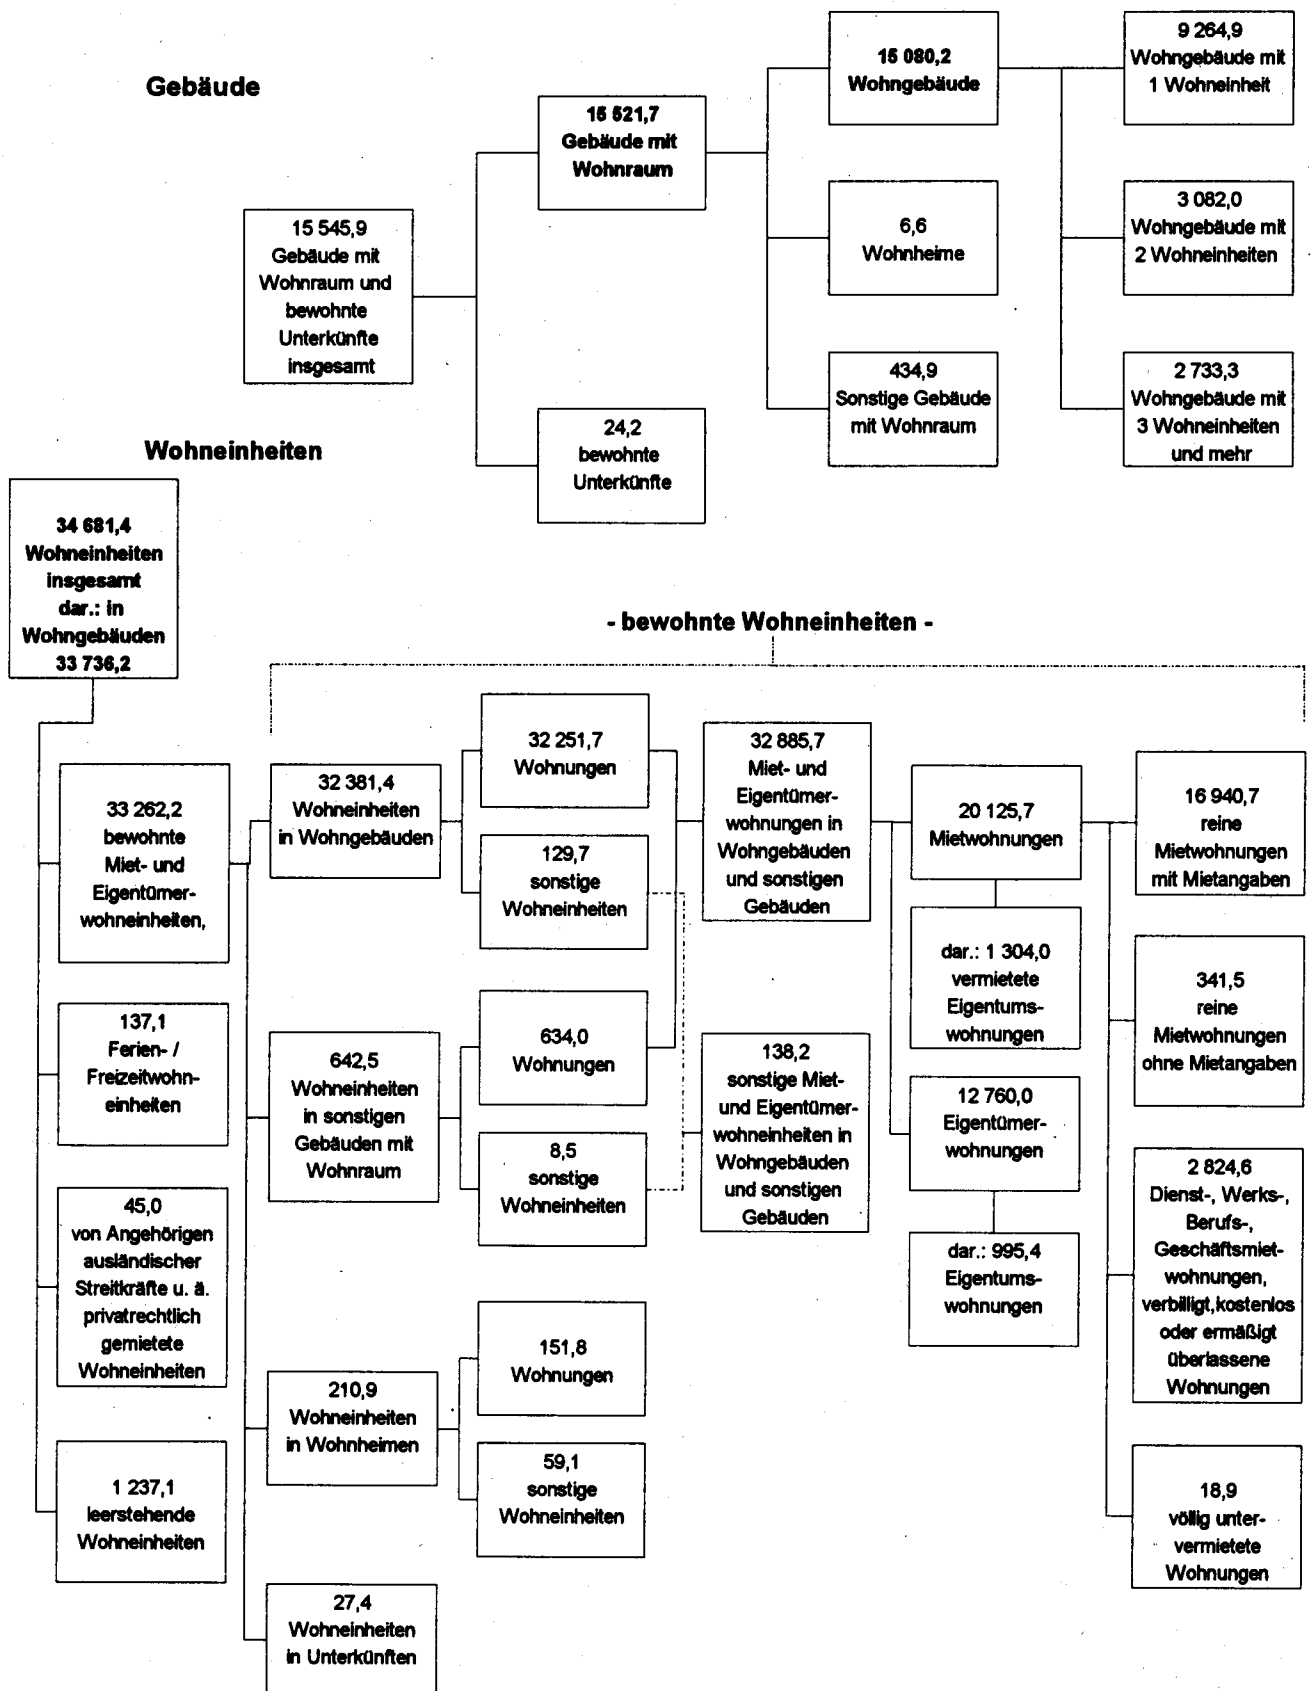 Gebäude
15 545,9
Gebäude mit
Wohnraum und
bewohnte
Unterkünfte
insgesamt
15 521,7
Gebäude mit
Wohnraum
24,2
bewohnte
Unterkünfte
15 080,2
Wohngebäude
6,6
Wohnheime
434,9
Sonstige Gebäude
mit Wohnraum
9 264,9
Wohngebäude mit
1 Wohneinheit
3 082,0
Wohngebäude mit
2 Wohneinheiten
2 733,3
Wohngebäude mit
3 Wohneinheiten
und mehr
Wohneinheiten
34 681,4
Wohneinheiten
insgesamt
dar.: in
Wohngebäuden
33 736,2
- bewohnte Wohneinheiten -
33 262,2
bewohnte
Miet- und
Eigentümer-
wohneinheiten,
137,1
Ferien- /
Freizeitwohn-
einheiten
45,0
von Angehörigen
ausländischer
Streitkräfte u. ä.
privatrechtlich
gemietete
Wohneinheiten
1 237,1
leerstehende
Wohneinheiten
32 381,4
Wohneinheiten
in Wohngebäuden
642,5
Wohneinheiten
in sonstigen
Gebäuden mit
Wohnraum
210,9
Wohneinheiten
in Wohnheimen
27,4
Wohneinheiten
in Unterkünften
32 251,7
Wohnungen
129,7
sonstige
Wohneinheiten
634,0
Wohnungen
8,5
sonstige
Wohneinheiten
151,8
Wohnungen
59,1
sonstige
Wohneinheiten
32 885,7
Miet- und
Eigentümer-
wohnungen in
Wohngebäuden
und sonstigen
Gebäuden
138,2
sonstige Miet-
und Eigentümer-
wohneinheiten in
Wohngebäuden
und sonstigen
Gebäuden
20 125,7
Mietwohnungen
dar.: 1 304,0
vermietete
Eigentums-
wohnungen
12 760,0
Eigentümer-
wohnungen
dar.: 995,4
Eigentums-
wohnungen
16 940,7
reine
Mietwohnungen
mit Mietangaben
341,5
reine
Mietwohnungen
ohne Mietangaben
2 824,6
Dienst-, Werks-,
Berufs-,
Geschäftsmiet-
wohnungen,
verbilligt,kostenlos
oder ermäßigt
überlassene
Wohnungen
18,9
völlig unter-
vermietete
Wohnungen